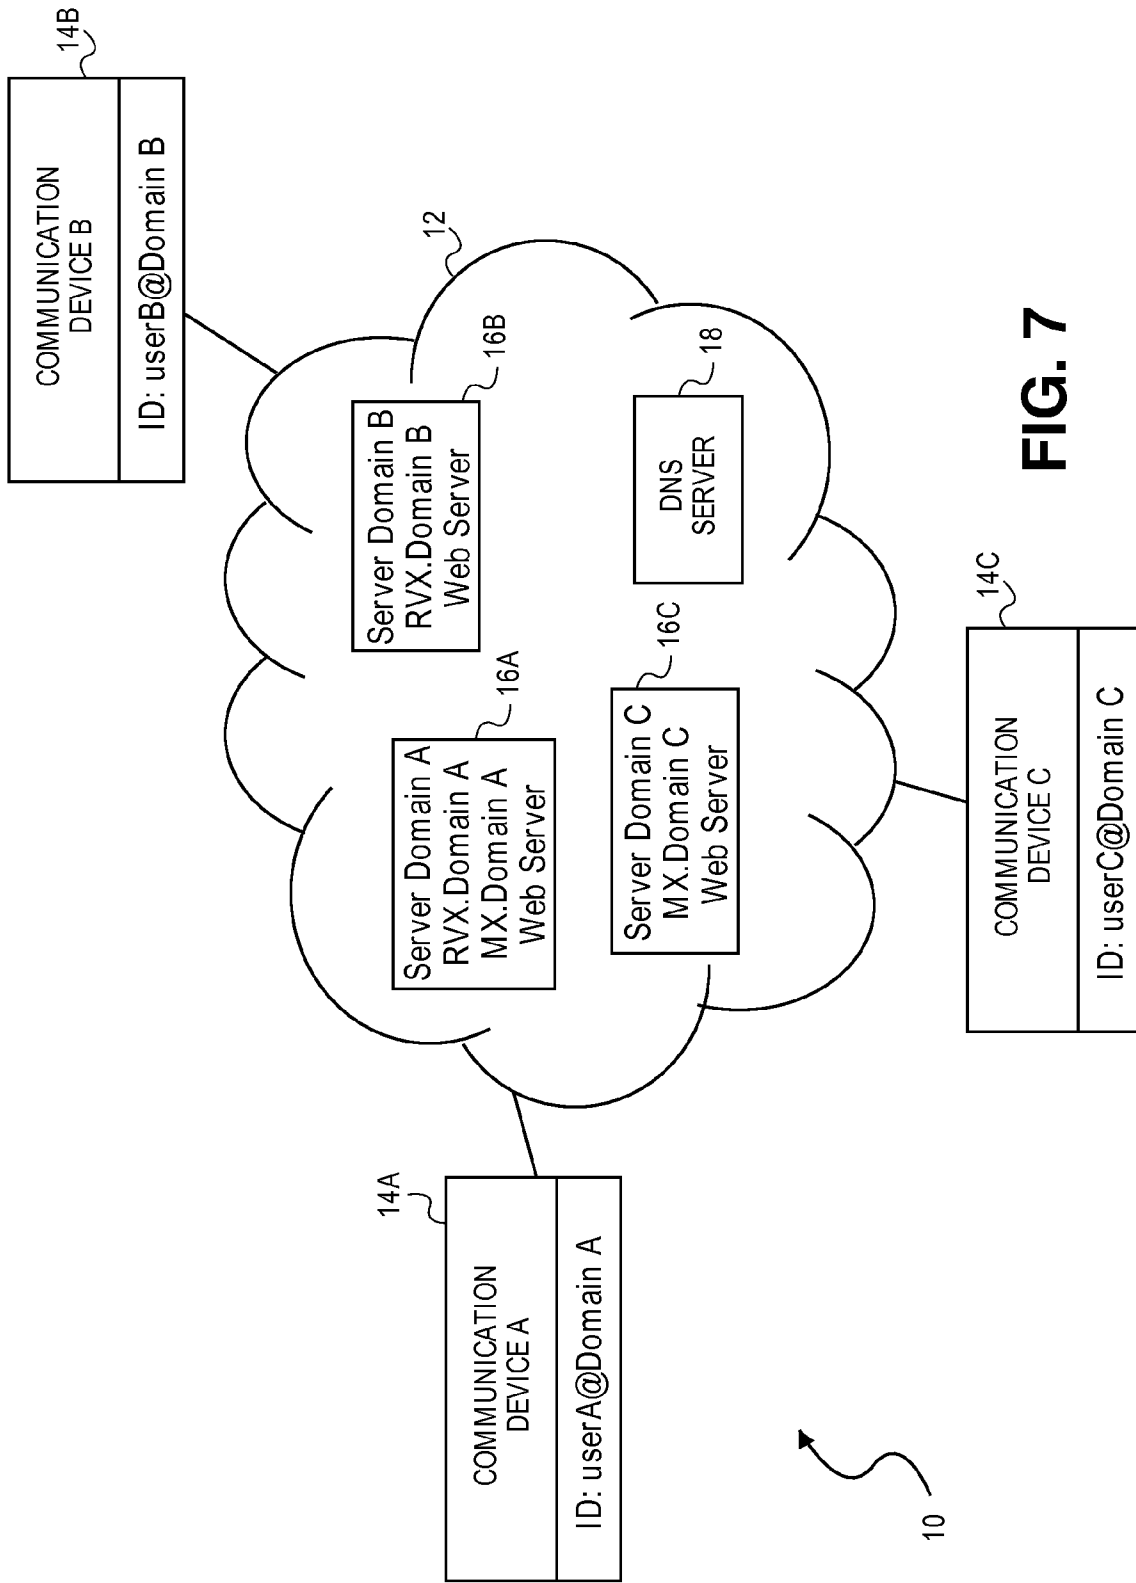 14A
COMMUNICATION
DEVICE A
ID: userA@Domain A
14B
COMMUNICATION
DEVICE B
ID: userB@Domain B
12
Server Domain A
RVX.Domain A
MX.Domain A
Web Server
16A
Server Domain B
RVX.Domain B
Web Server
16B
Server Domain C
MX.Domain C
Web Server
16C
DNS
SERVER
18
14C
COMMUNICATION
DEVICE C
ID: userC@Domain C
10
FIG. 7